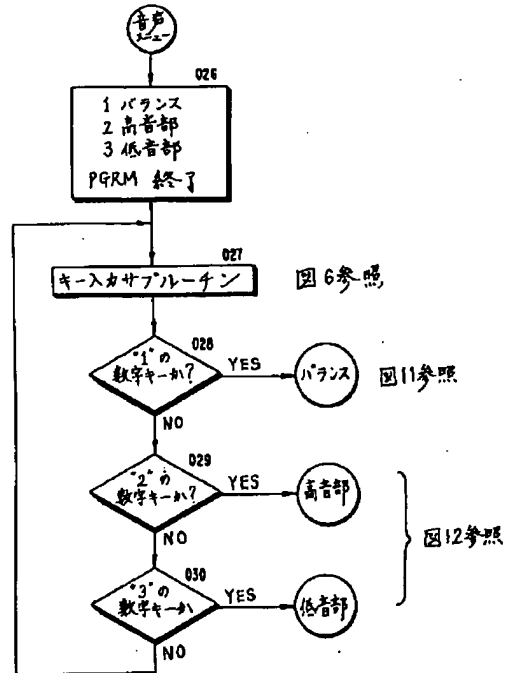 音声
メニュー
026
1 バランス
2 高音部
3 低音部
PGRM 終了
027
キー入力サブルーチン
図6参照
028
"1"の
数字キーか?
YES
バランス
図11参照
NO
029
"2"の
数字キーか?
YES
高音部
NO
図12参照
030
"3"の
数字キーか
YES
低音部
NO